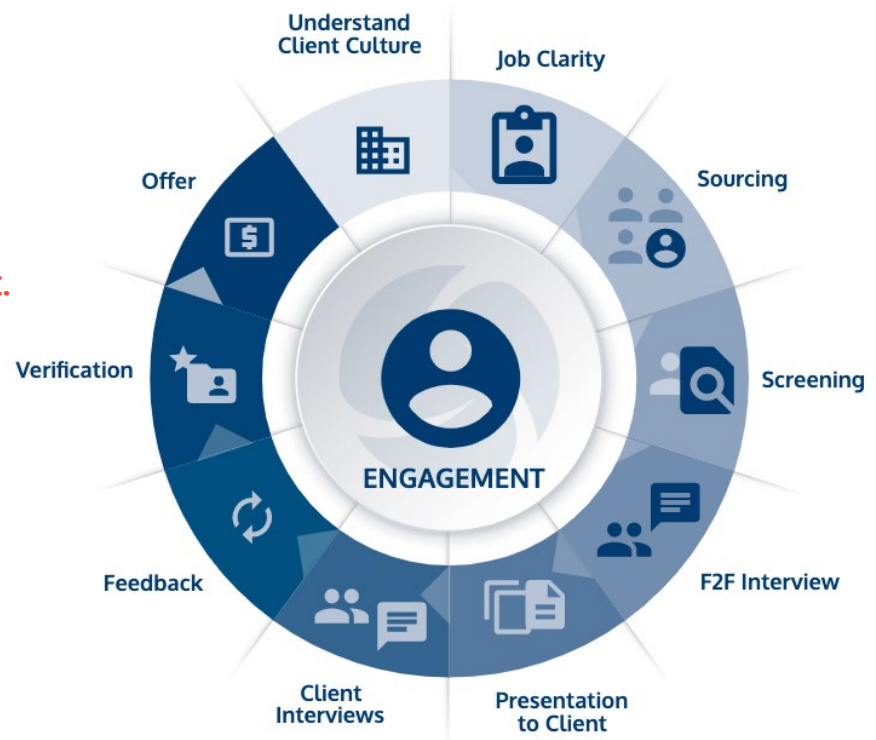 Understand
Client Culture
Job Clarity
Sourcing
Screening
F2F Interview
Presentation
to Client
Client
Interviews
Feedback
Verification
Offer
$
ENGAGEMENT